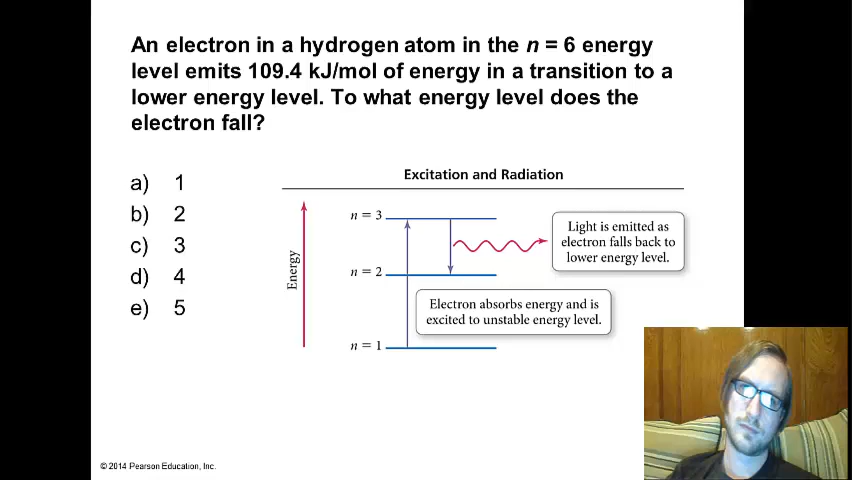 An electron in a hydrogen atom in the n = 6 energy
level emits 109.4 kJ/mol of energy in a transition to a
lower energy level. To what energy level does the
electron fall?
a) 1
b) 2
c) 3
d) 4
e) 5
Excitation and Radiation
Energy
n = 3
n = 2
n = 1
Light is emitted as
electron falls back to
lower energy level.
Electron absorbs energy and is
excited to unstable energy level.
© 2014 Pearson Education, Inc.